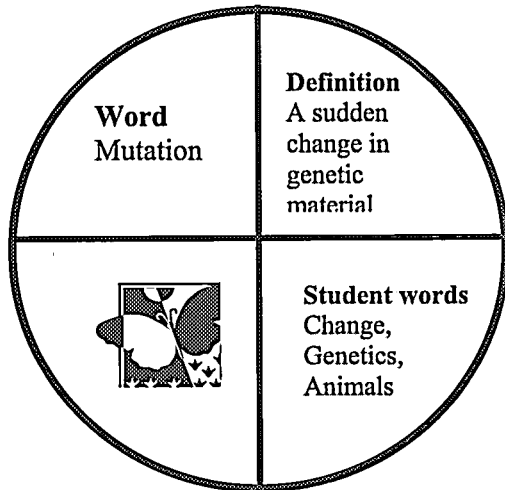 Word
Mutation
Definition
A sudden
change in
genetic
material
Student words
Change,
Genetics,
Animals